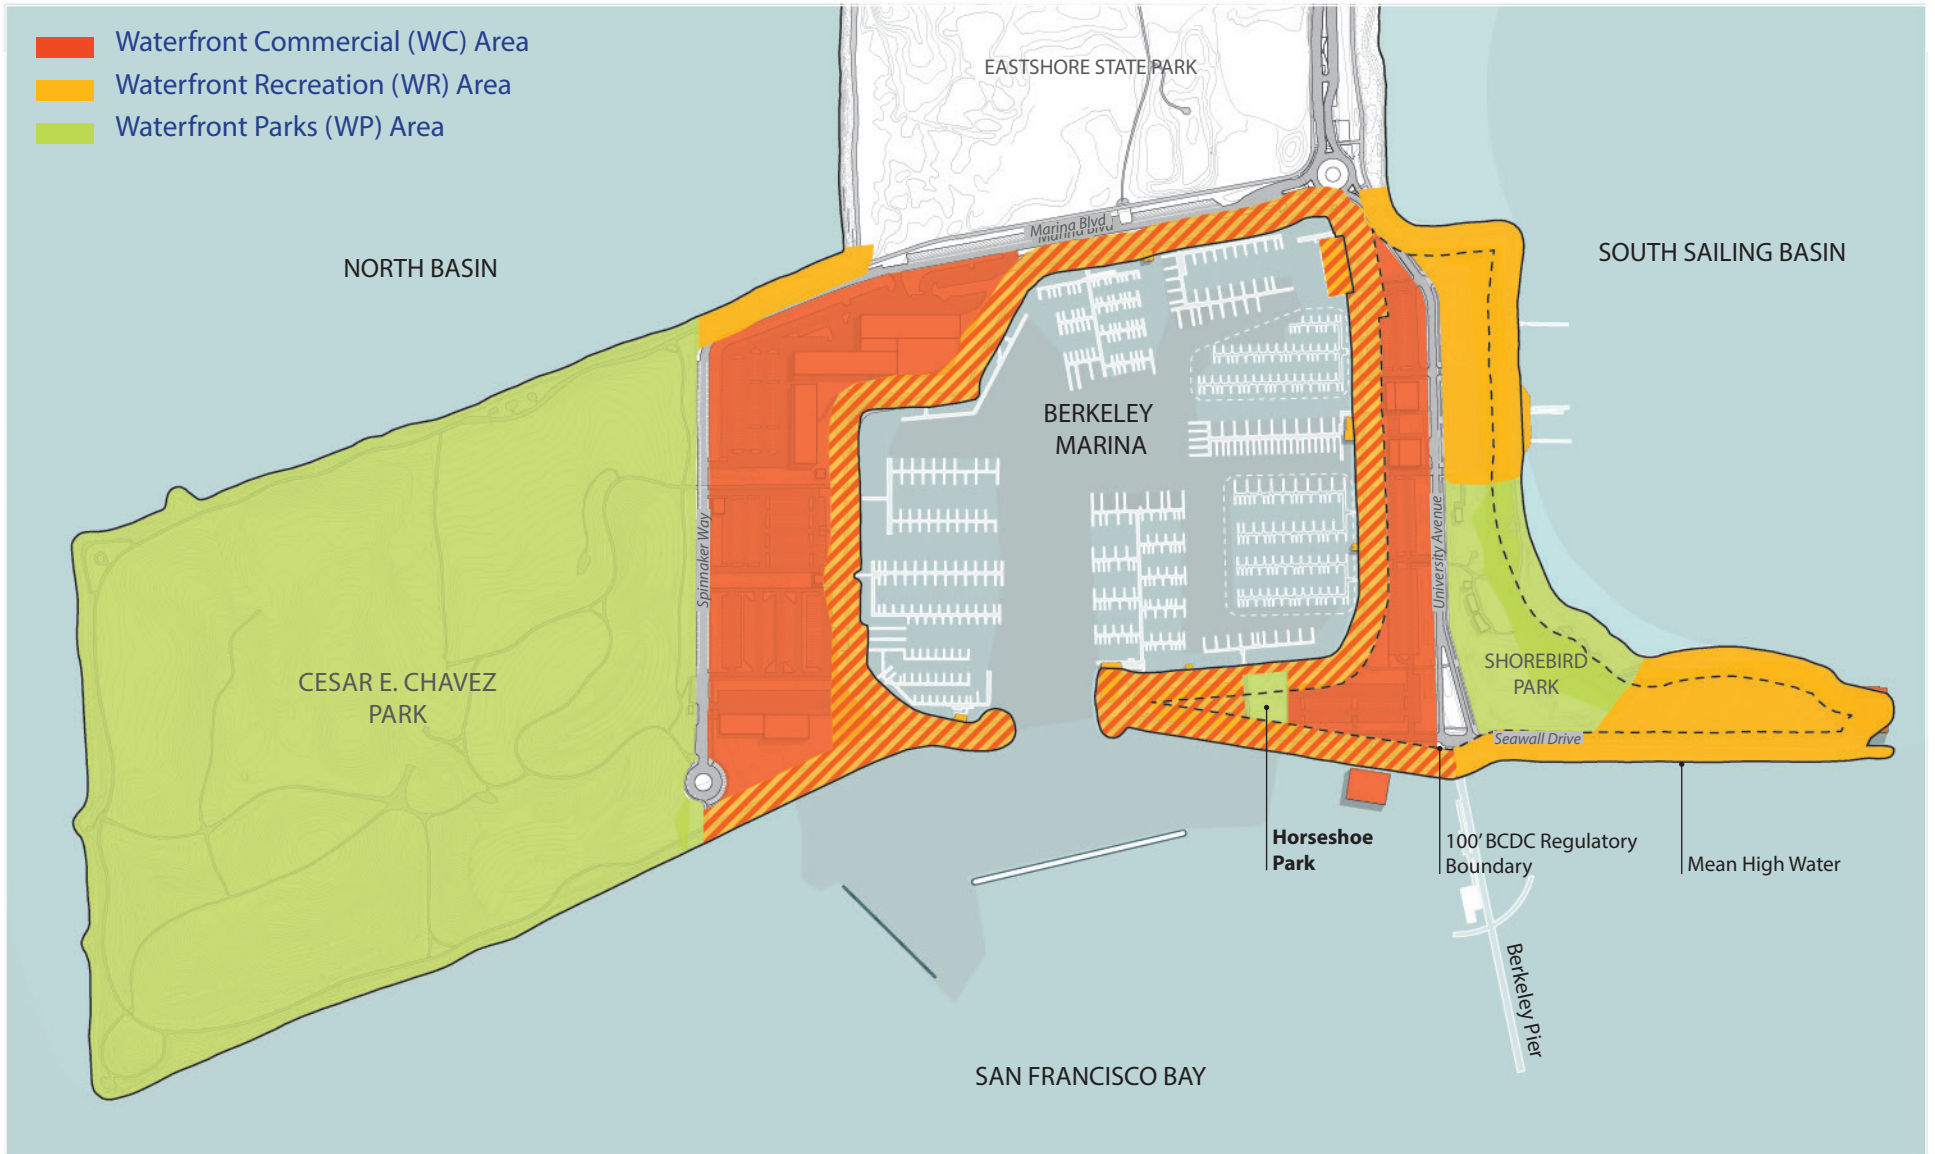 Waterfront Commercial (WC) Area
Waterfront Recreation (WR) Area
Waterfront Parks (WP) Area
EASTSHORE STATE PARK
Marina Blvd
Marina Blvd
NORTH BASIN
SOUTH SAILING BASIN
BERKELEY
MARINA
Spinnaker Way
University Avenue
CESAR E. CHAVEZ
PARK
SHOREBIRD
PARK
Seawall Drive
Horseshoe
Park
100' BCDC Regulatory
Boundary
Mean High Water
Berkeley Pier
SAN FRANCISCO BAY